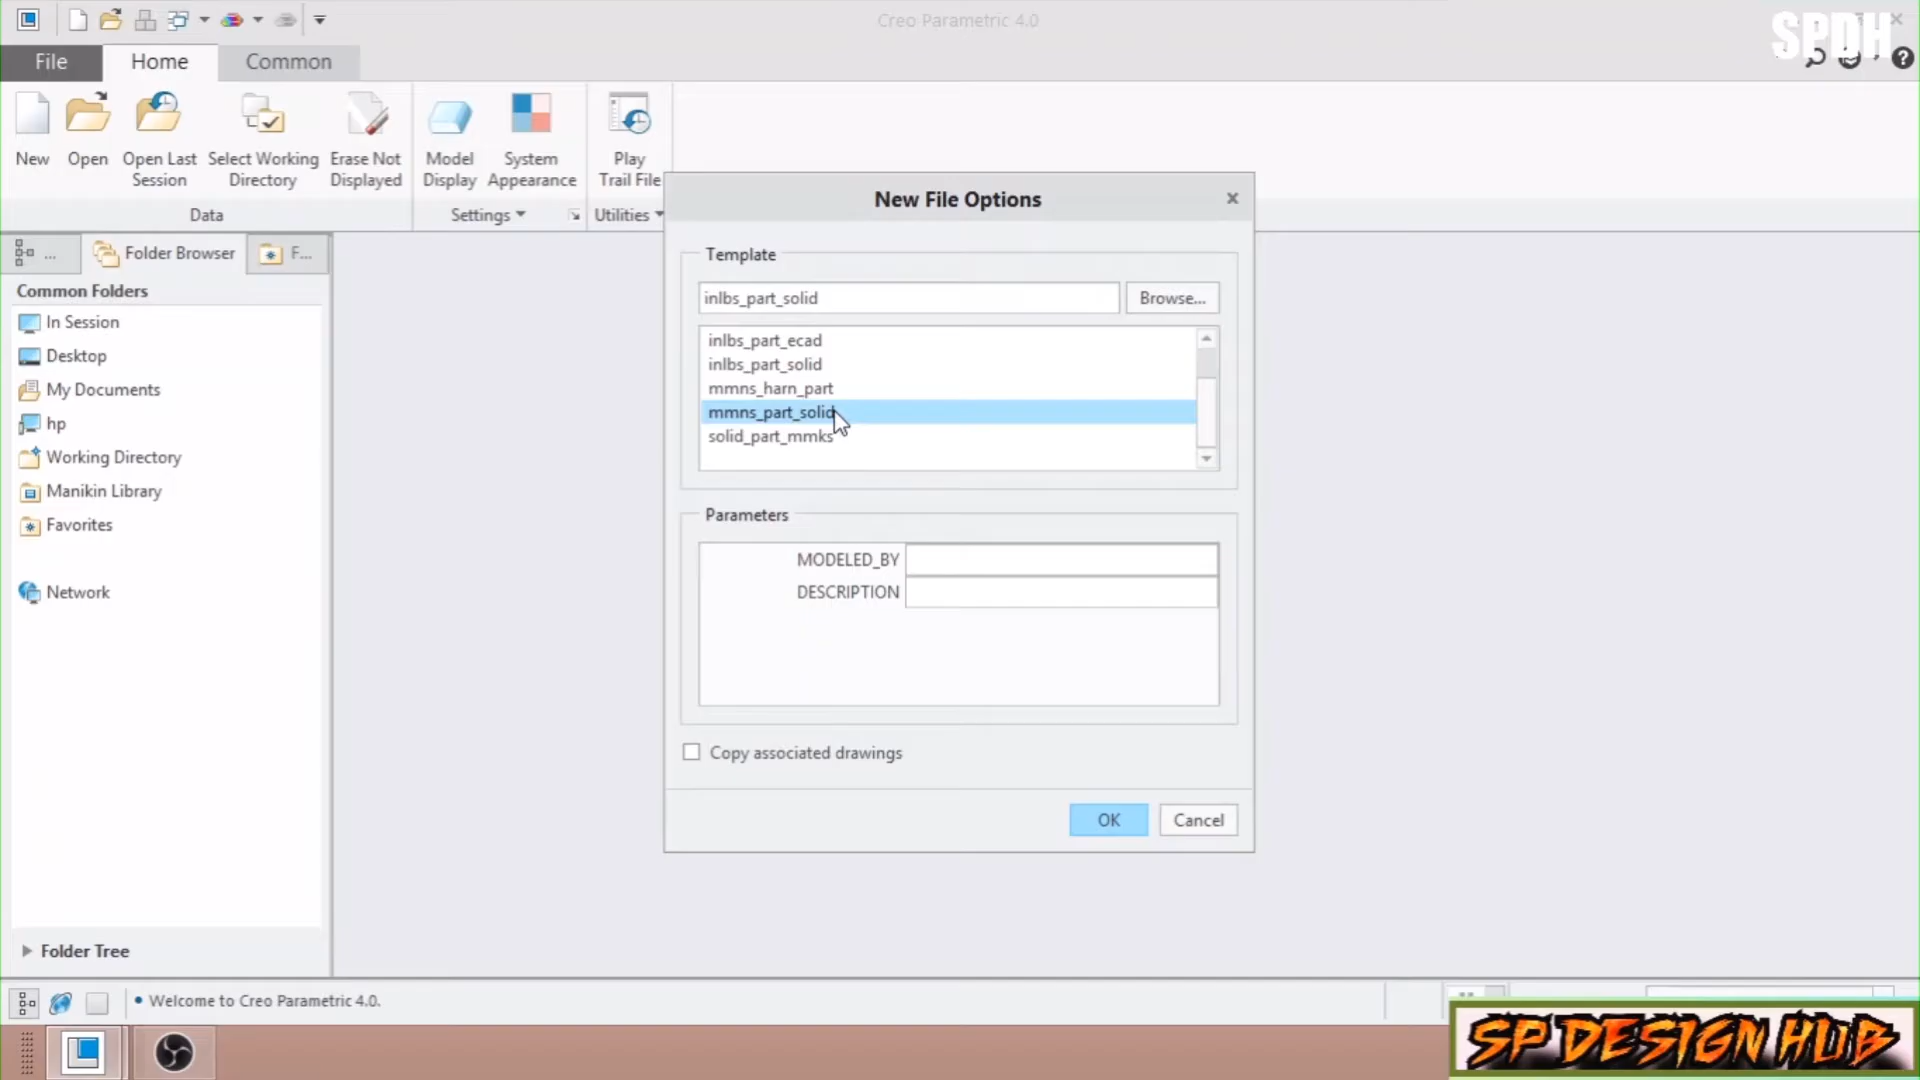 Creo Parametric 4.0
SPDH
File
Home
Common
New
Open
Open Last
Session
Select Working
Directory
Erase Not
Displayed
Model
Display
System
Appearance
Play
Trail File
Data
Settings
Utilities
New File Options
...
Folder Browser
F...
Common Folders
In Session
Desktop
My Documents
hp
Working Directory
Manikin Library
Favorites
Network
Folder Tree
Template
inlbs_part_solid
Browse...
inlbs_part_ecad
inlbs_part_solid
mmns_harn_part
mmns_part_solid
solid_part_mmks
Parameters
MODELED_BY
DESCRIPTION
Copy associated drawings
OK
Cancel
• Welcome to Creo Parametric 4.0.
SP DESIGN HUB